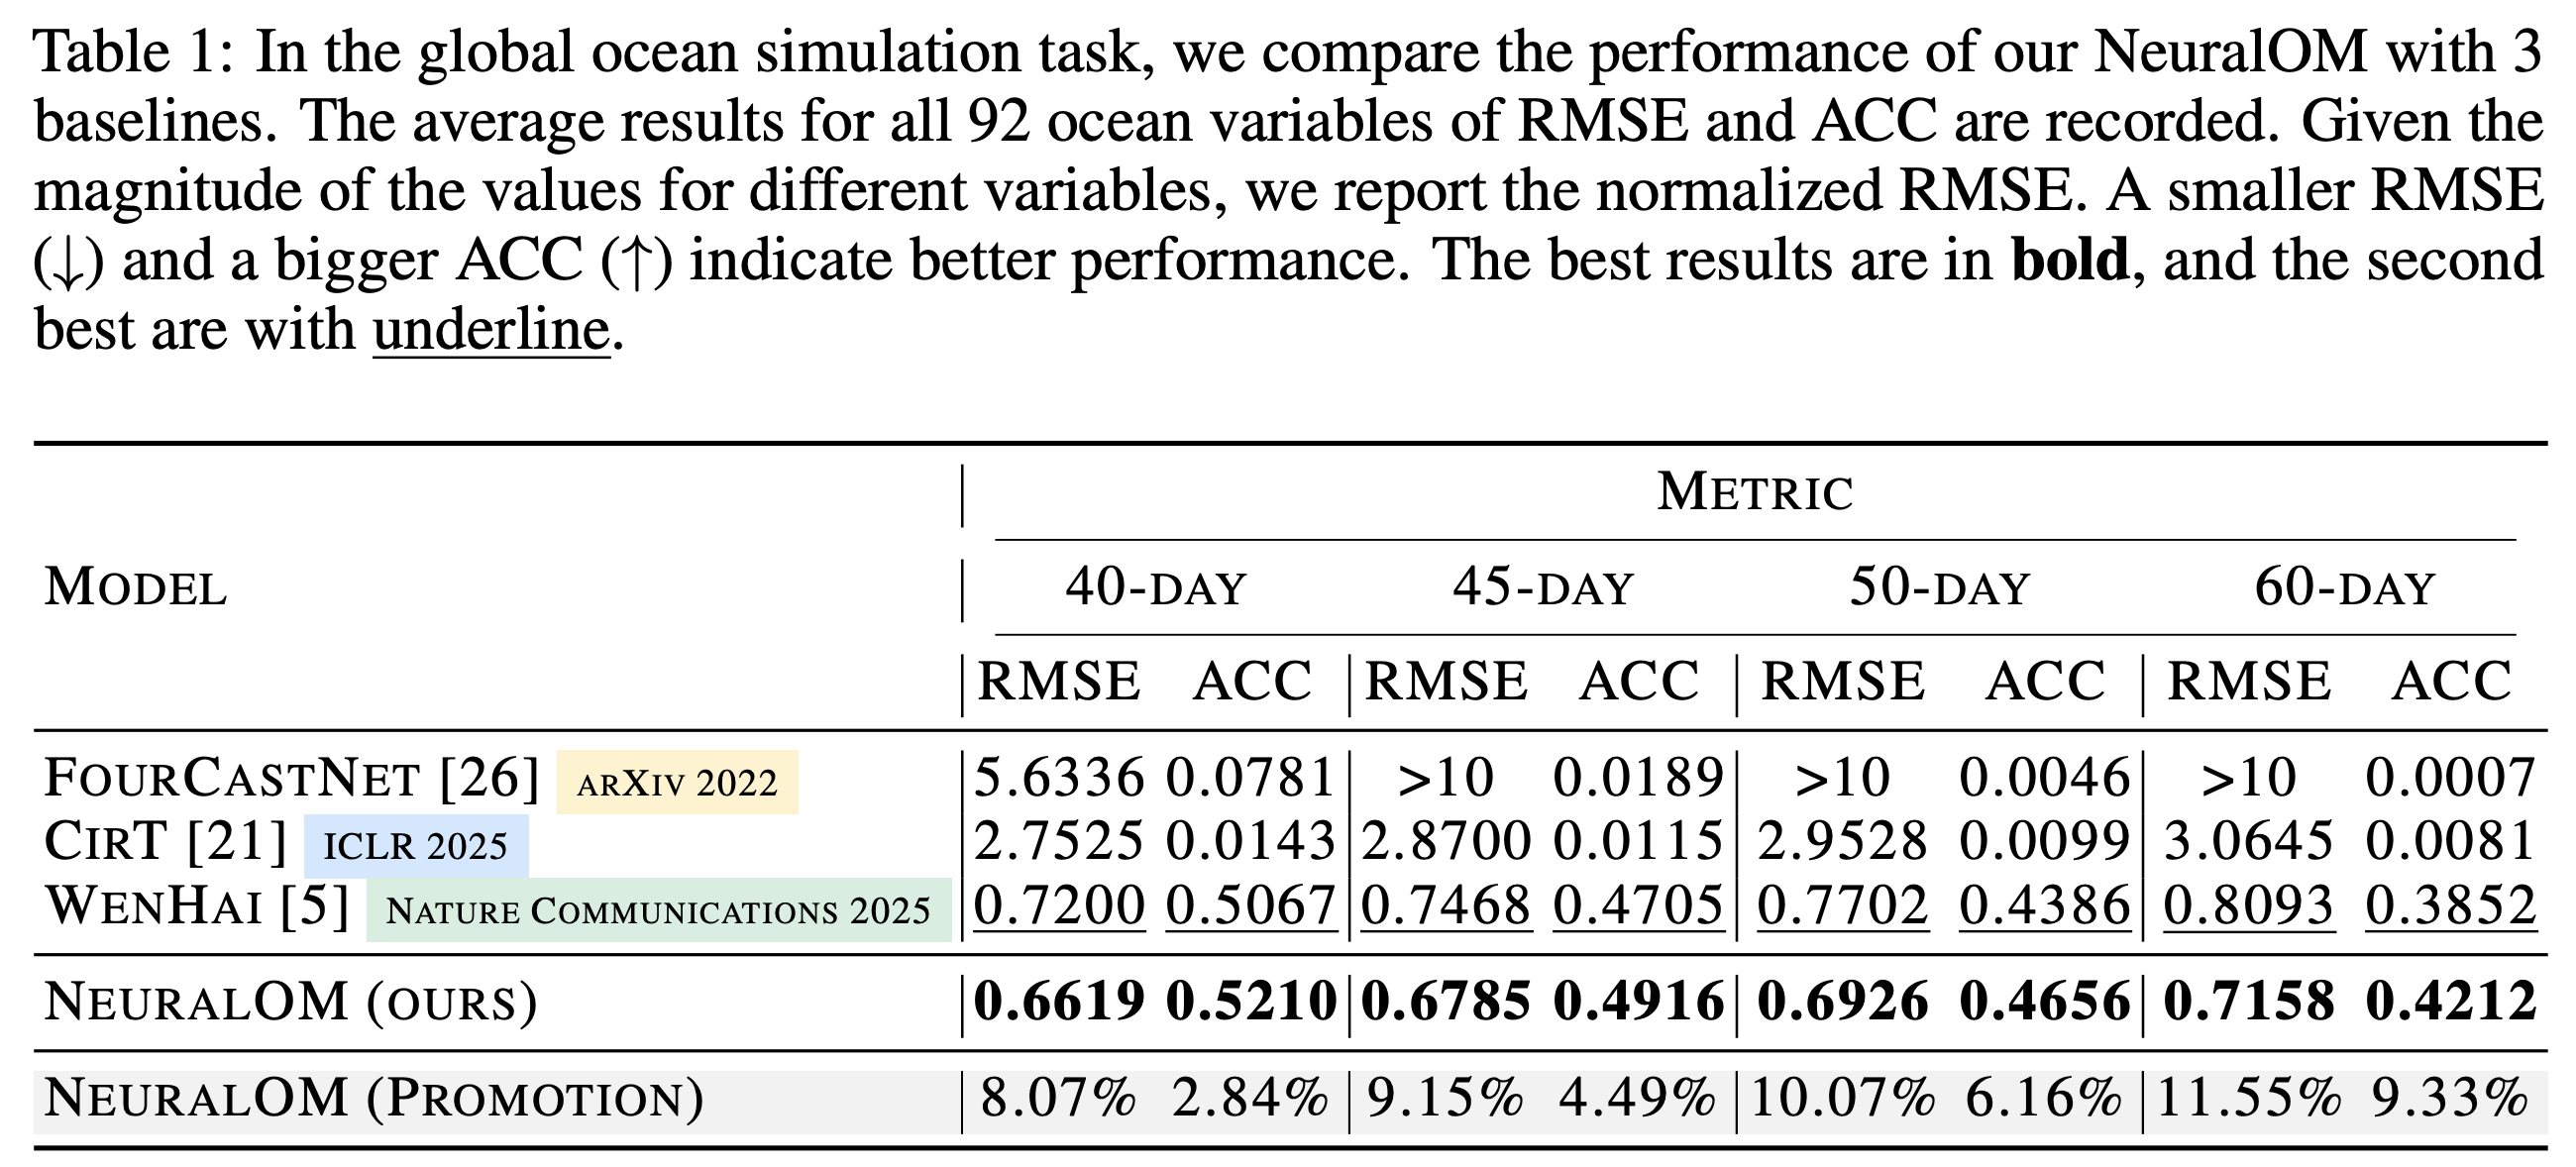 Table 1: In the global ocean simulation task, we compare the performance of our NeuralOM with 3
baselines. The average results for all 92 ocean variables of RMSE and ACC are recorded. Given the
magnitude of the values for different variables, we report the normalized RMSE. A smaller RMSE
(↓) and a bigger ACC (↑) indicate better performance. The best results are in bold, and the second
best are with underline.
METRIC
MODEL 40-DAY 45-DAY 50-DAY 60-DAY
RMSE ACC RMSE ACC RMSE ACC RMSE ACC
FOURCASTNET [26] ARXIV 2022 5.6336 0.0781 >10 0.0189 >10 0.0046 >10 0.0007
CIRT [21] ICLR 2025 2.7525 0.0143 2.8700 0.0115 2.9528 0.0099 3.0645 0.0081
WENHAI [5] NATURE COMMUNICATIONS 2025 0.7200 0.5067 0.7468 0.4705 0.7702 0.4386 0.8093 0.3852
NEURALOM (OURS) 0.6619 0.5210 0.6785 0.4916 0.6926 0.4656 0.7158 0.4212
NEURALOM (PROMOTION) 8.07% 2.84% 9.15% 4.49% 10.07% 6.16% 11.55% 9.33%